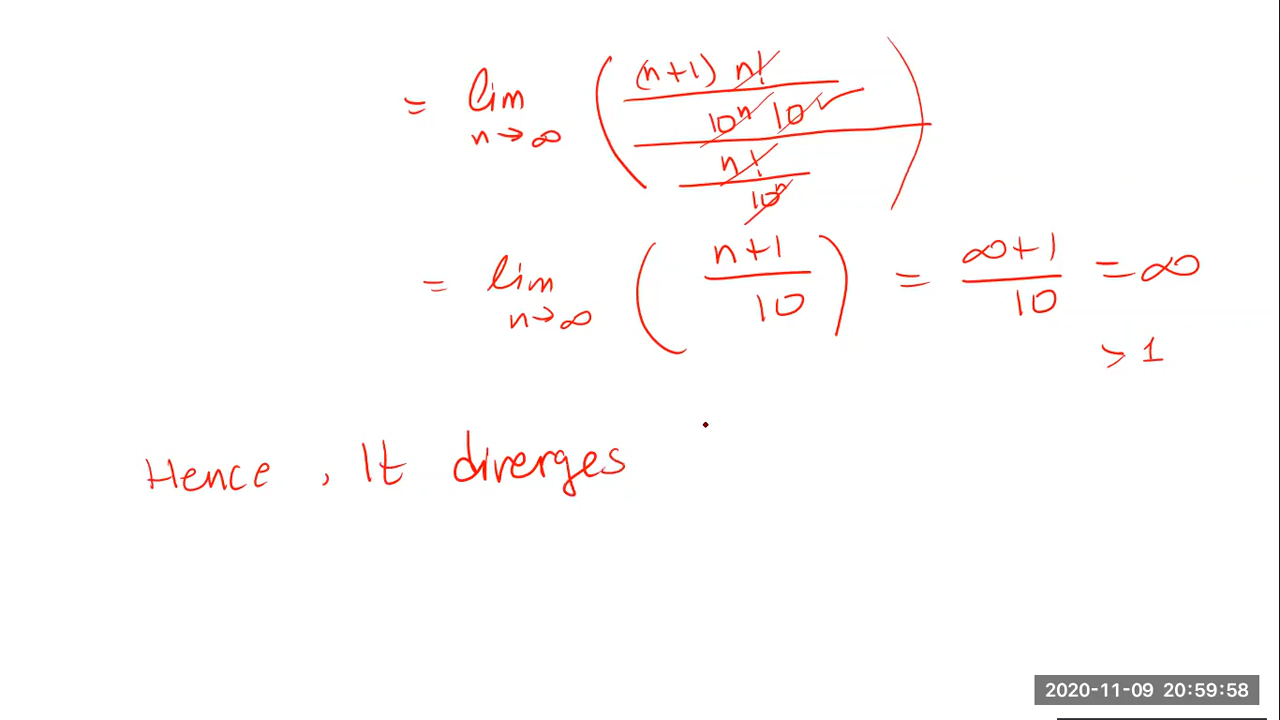 = lim n→∞ ( (n+1) n! / 10ⁿ 10 / n! / 10ⁿ )
= lim n→∞ ( n+1 / 10 ) = ∞+1 / 10 = ∞
> 1
Hence , It diverges
2020-11-09 20:59:58